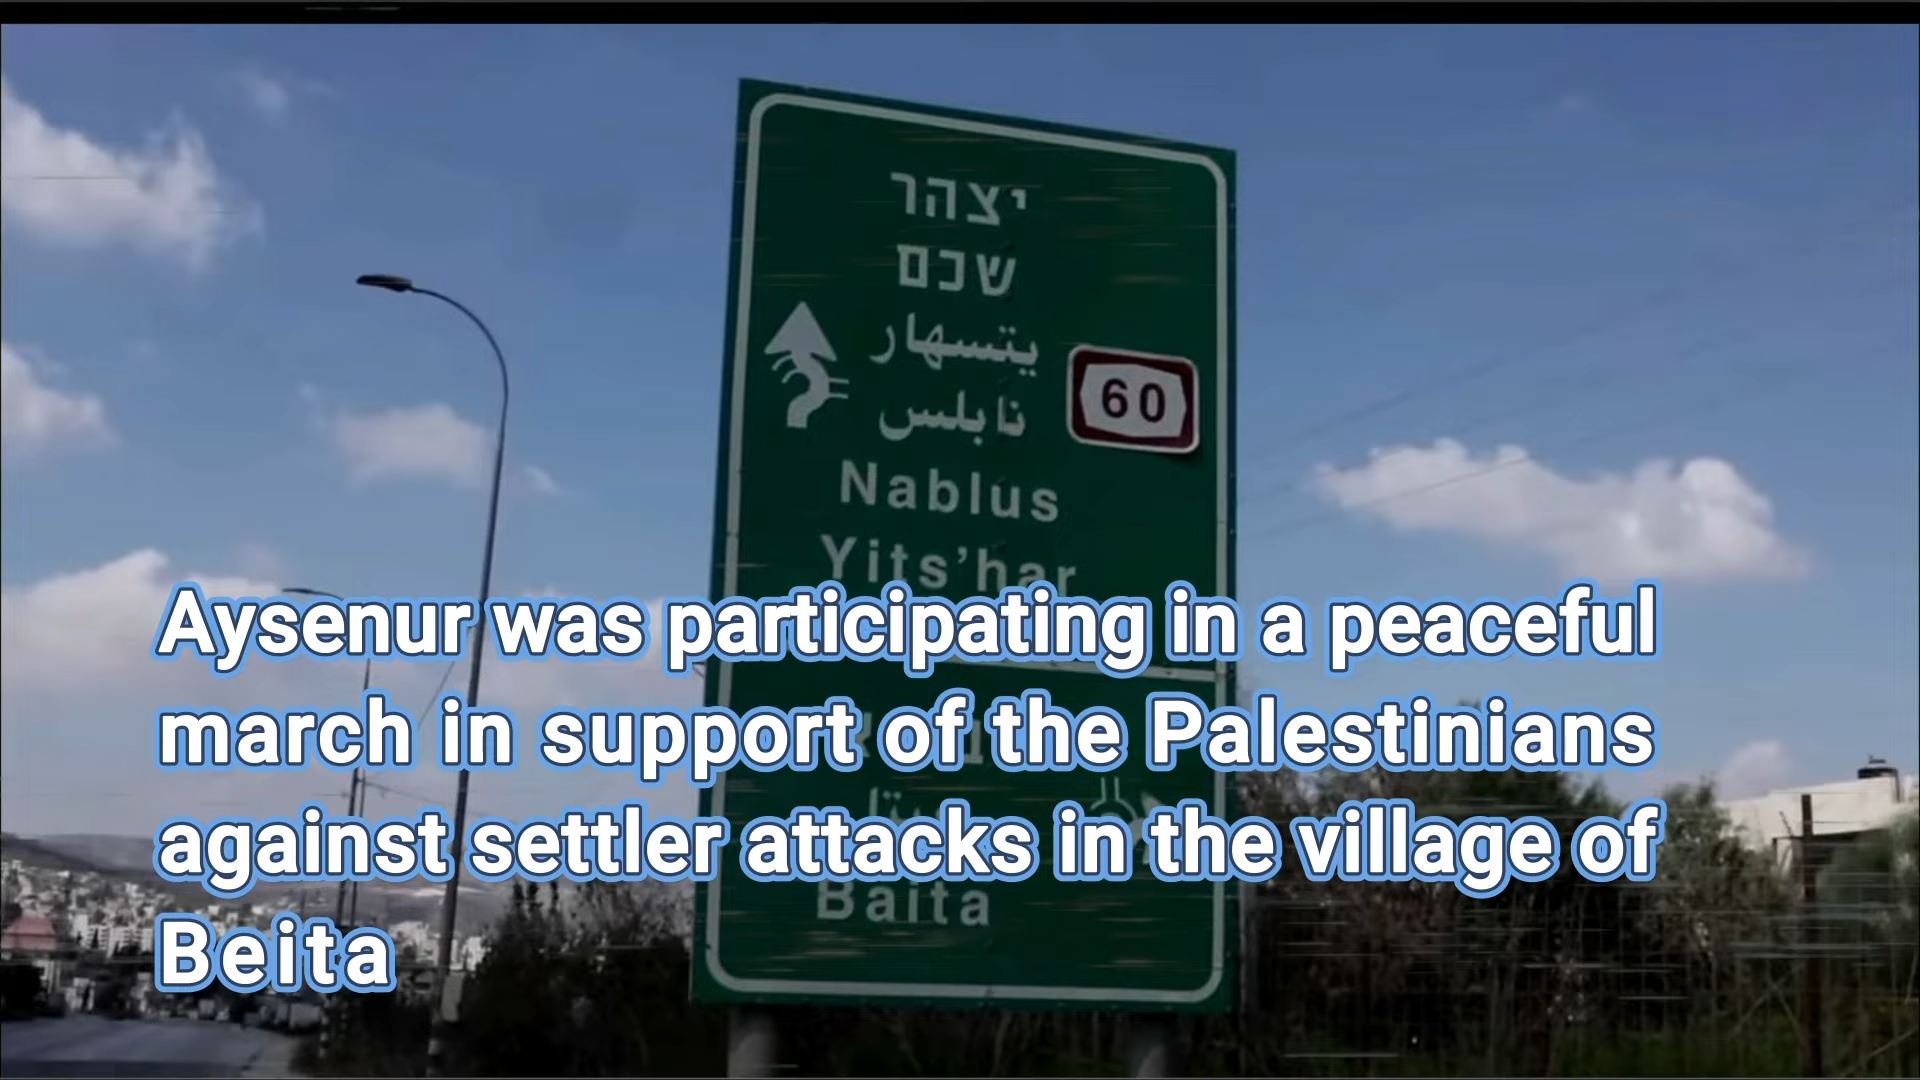 יצהר
שכם
يتسهار
نابلس
60
Nablus
Yits'har
Aysenur was participating in a peaceful
march in support of the Palestinians
against settler attacks in the village of
Beita
Baita